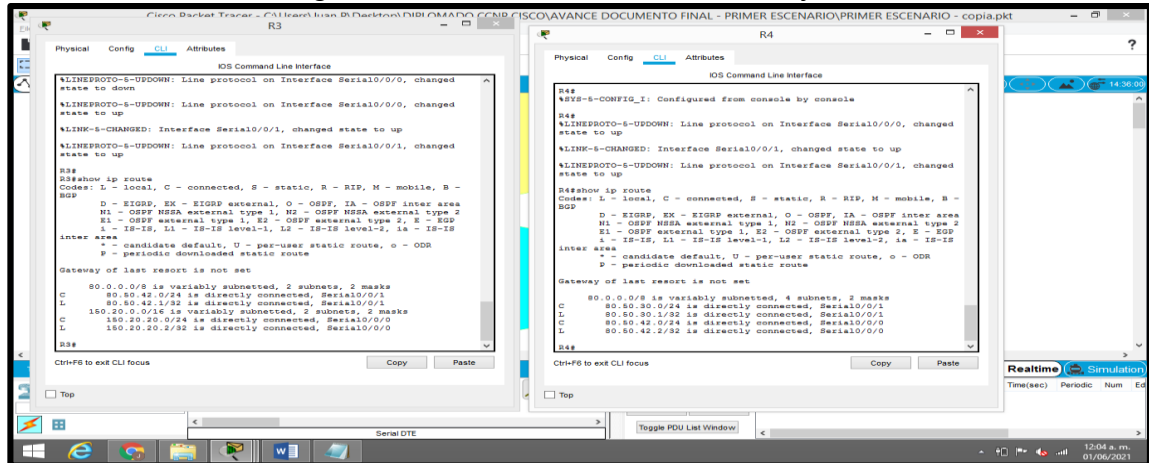 Cisco Packet Tracer - C:\Users\Juan P\Desktop\DIPLOMADO CCNP CISCO\AVANCE DOCUMENTO FINAL - PRIMER ESCENARIO\PRIMER ESCENARIO - copia.pkt
R3
Physical Config CLI Attributes
IOS Command Line Interface
%LINEPROTO-5-UPDOWN: Line protocol on Interface Serial0/0/0, changed
state to down
%LINEPROTO-5-UPDOWN: Line protocol on Interface Serial0/0/0, changed
state to up
%LINK-5-CHANGED: Interface Serial0/0/1, changed state to up
%LINEPROTO-5-UPDOWN: Line protocol on Interface Serial0/0/1, changed
state to up
R3#
R3#show ip route
Codes: L - local, C - connected, S - static, R - RIP, M - mobile, B -
BGP
D - EIGRP, EX - EIGRP external, O - OSPF, IA - OSPF inter area
N1 - OSPF NSSA external type 1, N2 - OSPF NSSA external type 2
E1 - OSPF external type 1, E2 - OSPF external type 2, E - EGP
i - IS-IS, L1 - IS-IS level-1, L2 - IS-IS level-2, ia - IS-IS
inter area
* - candidate default, U - per-user static route, o - ODR
P - periodic downloaded static route
Gateway of last resort is not set
80.0.0.0/8 is variably subnetted, 2 subnets, 2 masks
C 80.50.42.0/24 is directly connected, Serial0/0/1
L 80.50.42.1/32 is directly connected, Serial0/0/1
150.20.0.0/16 is variably subnetted, 2 subnets, 2 masks
C 150.20.20.0/24 is directly connected, Serial0/0/0
L 150.20.20.2/32 is directly connected, Serial0/0/0
R3#
Ctrl+F6 to exit CLI focus
Copy
Paste
Top
R4
Physical Config CLI Attributes
IOS Command Line Interface
R4#
%SYS-5-CONFIG_I: Configured from console by console
R4#
%LINEPROTO-5-UPDOWN: Line protocol on Interface Serial0/0/0, changed
state to up
%LINK-5-CHANGED: Interface Serial0/0/1, changed state to up
%LINEPROTO-5-UPDOWN: Line protocol on Interface Serial0/0/1, changed
state to up
R4#show ip route
Codes: L - local, C - connected, S - static, R - RIP, M - mobile, B -
BGP
D - EIGRP, EX - EIGRP external, O - OSPF, IA - OSPF inter area
N1 - OSPF NSSA external type 1, N2 - OSPF NSSA external type 2
E1 - OSPF external type 1, E2 - OSPF external type 2, E - EGP
i - IS-IS, L1 - IS-IS level-1, L2 - IS-IS level-2, ia - IS-IS
inter area
* - candidate default, U - per-user static route, o - ODR
P - periodic downloaded static route
Gateway of last resort is not set
80.0.0.0/8 is variably subnetted, 4 subnets, 2 masks
C 80.50.30.0/24 is directly connected, Serial0/0/1
L 80.50.30.1/32 is directly connected, Serial0/0/1
C 80.50.42.0/24 is directly connected, Serial0/0/0
L 80.50.42.2/32 is directly connected, Serial0/0/0
R4#
Ctrl+F6 to exit CLI focus
Copy
Paste
Top
?
14:36:00
Realtime
Simulation
Time(sec) Periodic Num Ed
Toggle PDU List Window
Serial DTE
12:04 a. m.
01/06/2021